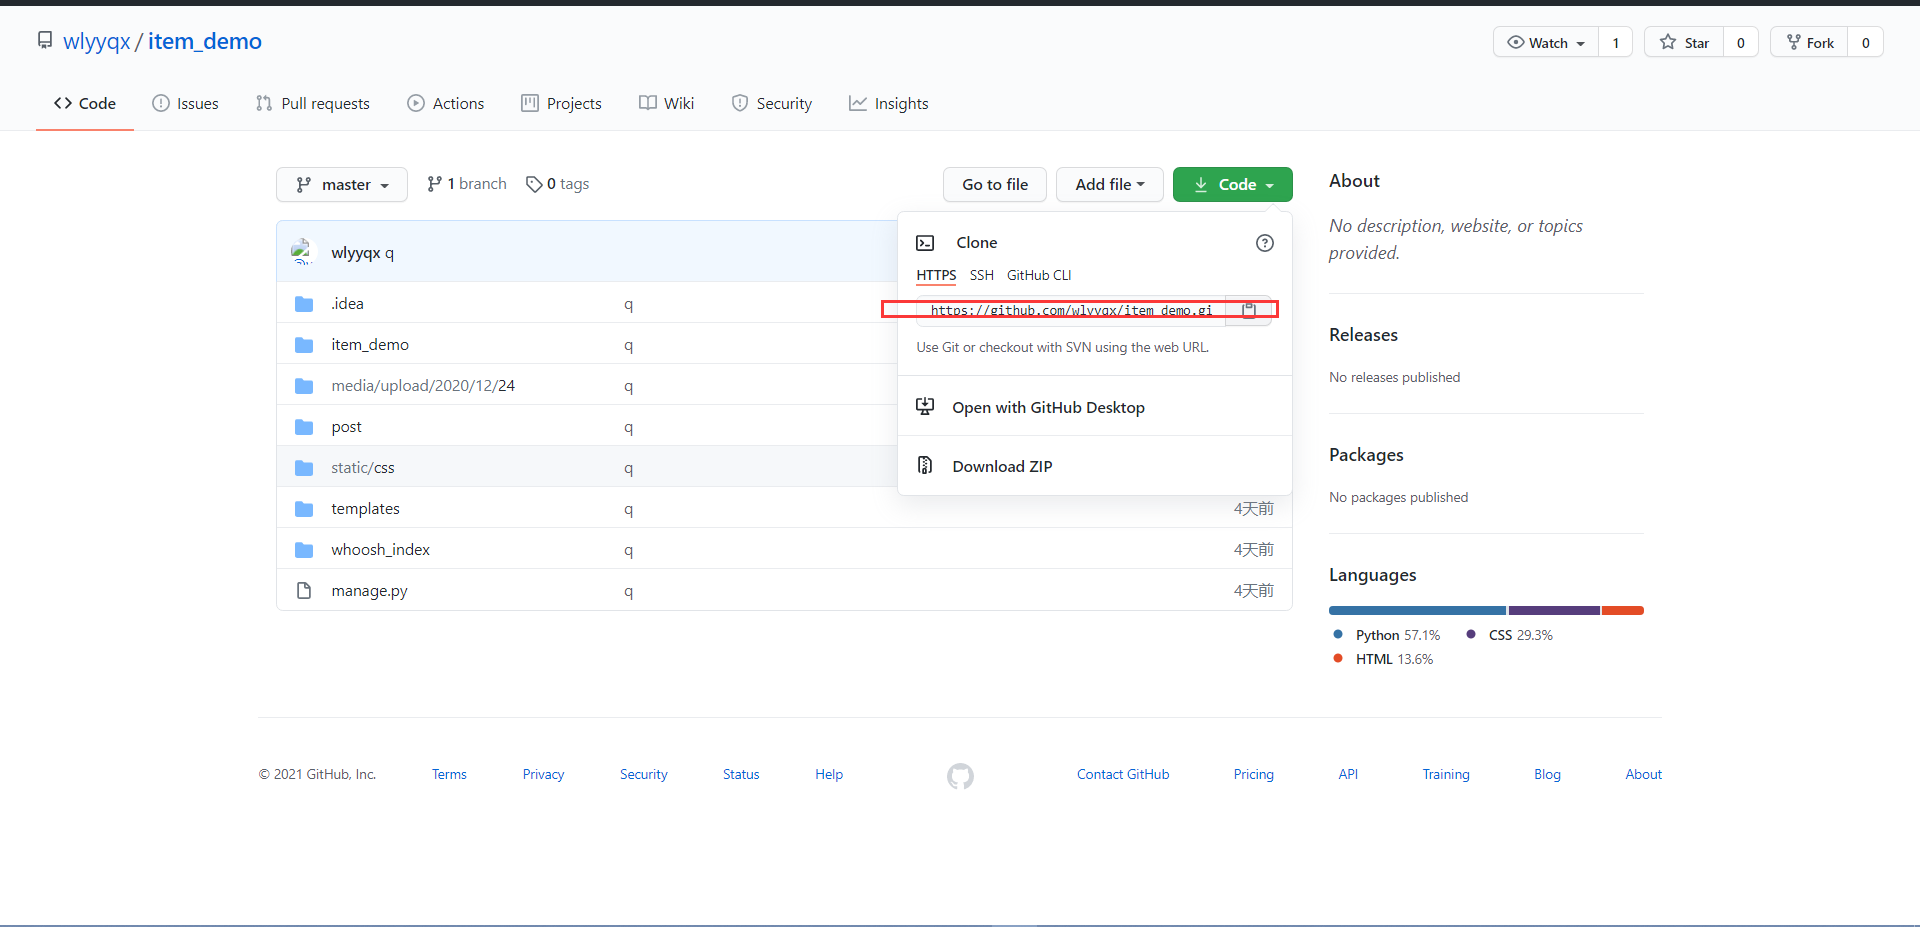 wlyyqx / item_demo
Watch 1 Star 0 Fork 0
Code Issues Pull requests Actions Projects Wiki Security Insights
master 1 branch 0 tags Go to file Add file Code
wlyyqx q
.idea q
item_demo q
media/upload/2020/12/24 q
post q
static/css q
templates q 4天前
whoosh_index q 4天前
manage.py q 4天前
Clone
HTTPS SSH GitHub CLI
https://github.com/wlyyqx/item_demo.gi
Use Git or checkout with SVN using the web URL.
Open with GitHub Desktop
Download ZIP
About
No description, website, or topics
provided.
Releases
No releases published
Packages
No packages published
Languages
Python 57.1% CSS 29.3%
HTML 13.6%
© 2021 GitHub, Inc. Terms Privacy Security Status Help Contact GitHub Pricing API Training Blog About